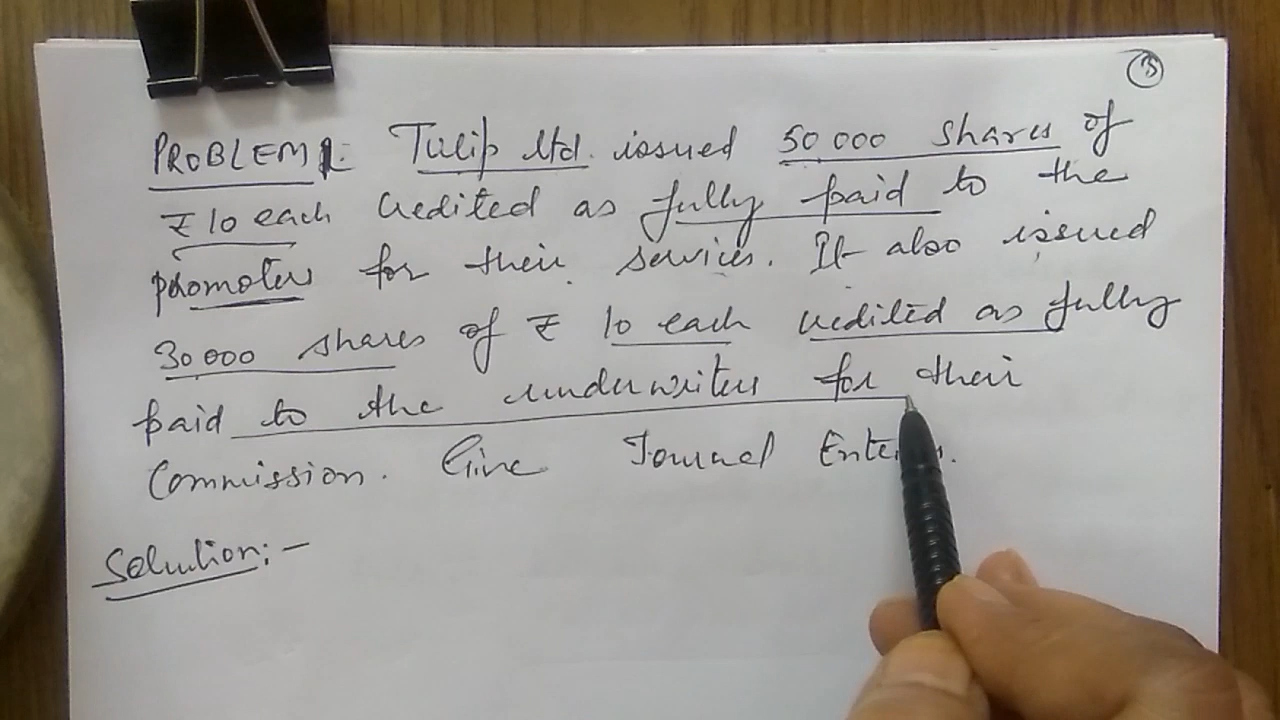 13
PROBLEM 1: Tulip Ltd. issued 50000 shares of
₹ 10 each credited as fully paid to the
promoters for their services. It also issued
30000 shares of ₹ 10 each credited as fully
paid to the underwriters for their
Commission. Give Journal
Solution:-